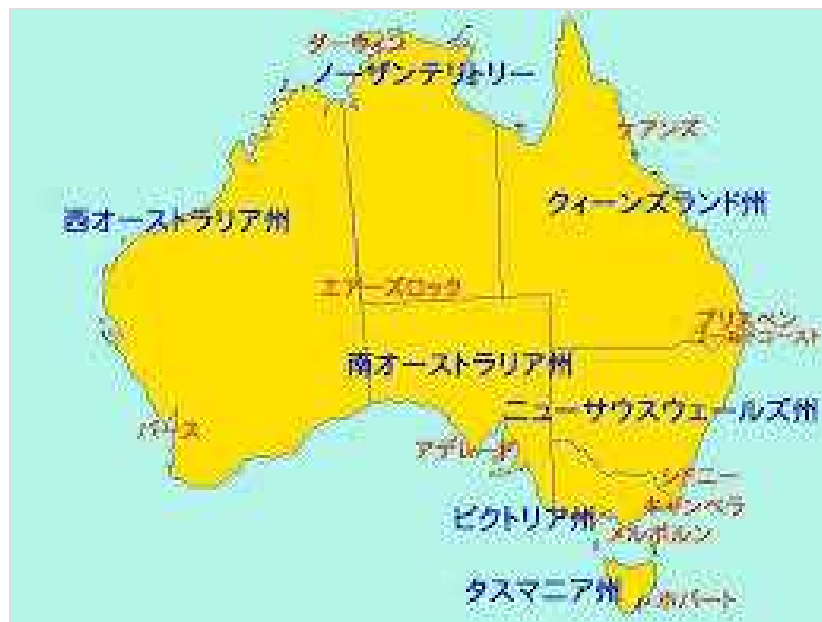 ダーウィン
ノーザンテリトリー
ケアンズ
西オーストラリア州
クィーンズランド州
エアーズロック
ブリスベン
ゴールドコースト
南オーストラリア州
ニューサウスウェールズ州
パース
アデレード
シドニー
キャンベラ
ビクトリア州
メルボルン
タスマニア州
ホバート